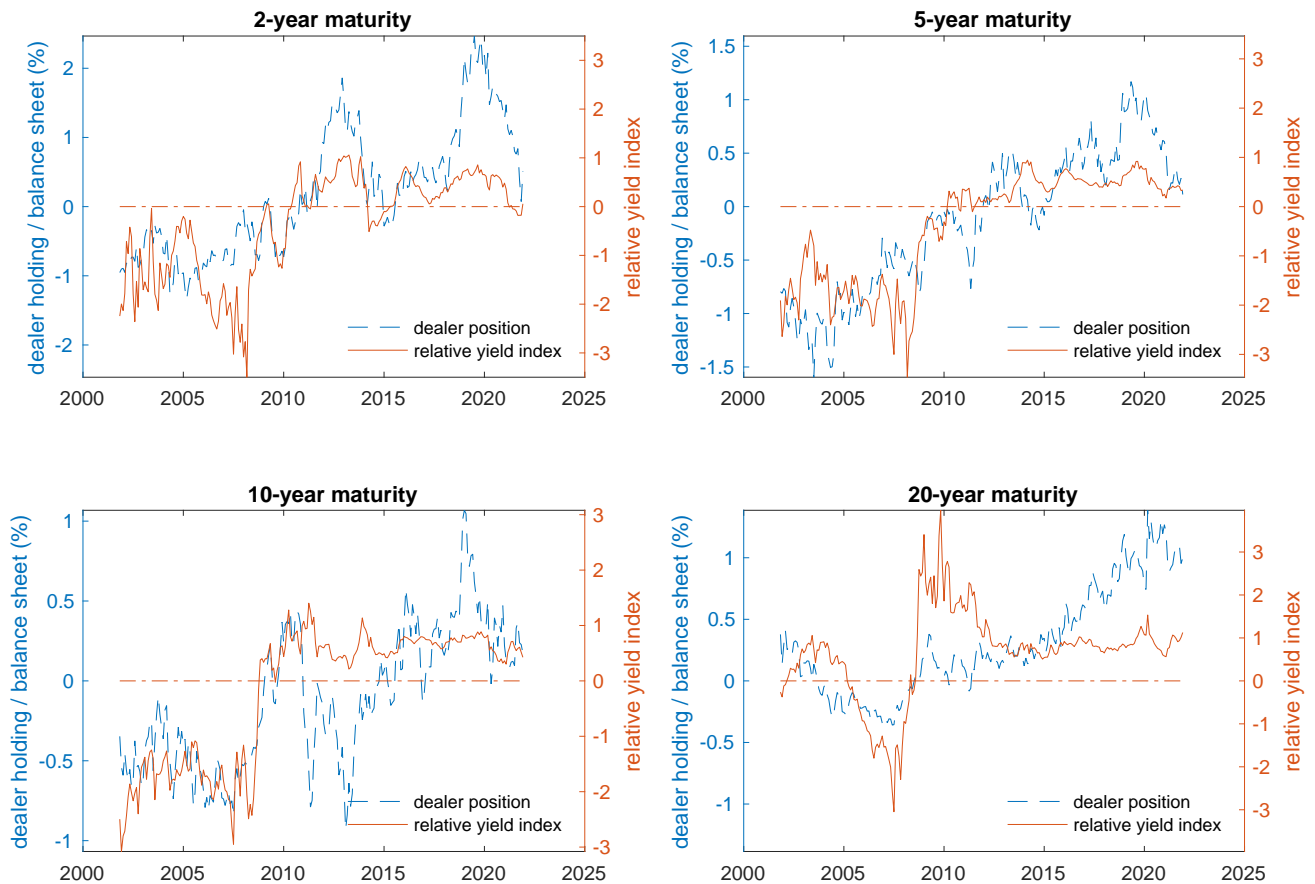 2-year maturity
dealer holding / balance sheet (%)
2
1
0
-1
-2
3
2
1
0
-1
-2
-3
relative yield index
dealer position
relative yield index
2000 2005 2010 2015 2020 2025
5-year maturity
dealer holding / balance sheet (%)
1.5
1
0.5
0
-0.5
-1
-1.5
3
2
1
0
-1
-2
-3
relative yield index
dealer position
relative yield index
2000 2005 2010 2015 2020 2025
10-year maturity
dealer holding / balance sheet (%)
1
0.5
0
-0.5
-1
3
2
1
0
-1
-2
-3
relative yield index
dealer position
relative yield index
2000 2005 2010 2015 2020 2025
20-year maturity
dealer holding / balance sheet (%)
1
0.5
0
-0.5
-1
3
2
1
0
-1
-2
-3
relative yield index
dealer position
relative yield index
2000 2005 2010 2015 2020 2025